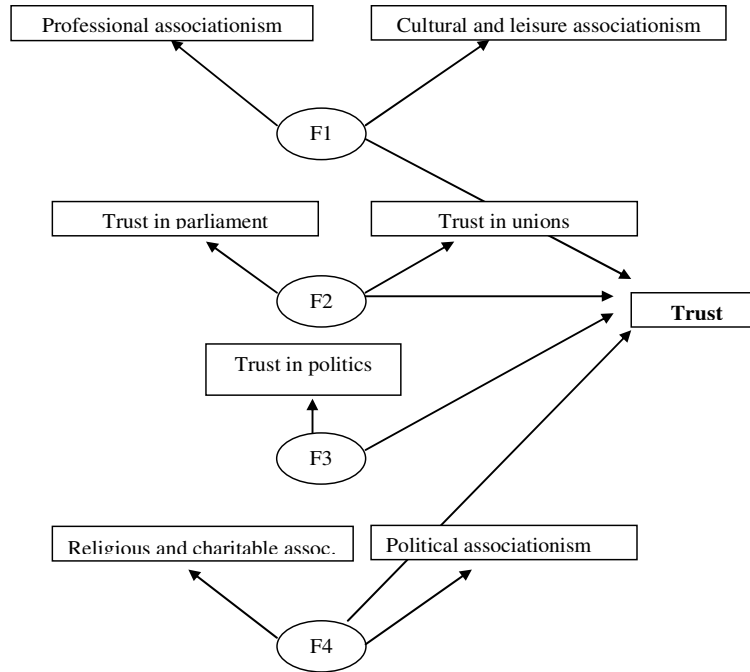 Professional associationism
Cultural and leisure associationism
F1
Trust in parliament
Trust in unions
F2
Trust
Trust in politics
F3
Religious and charitable assoc.
Political associationism
F4